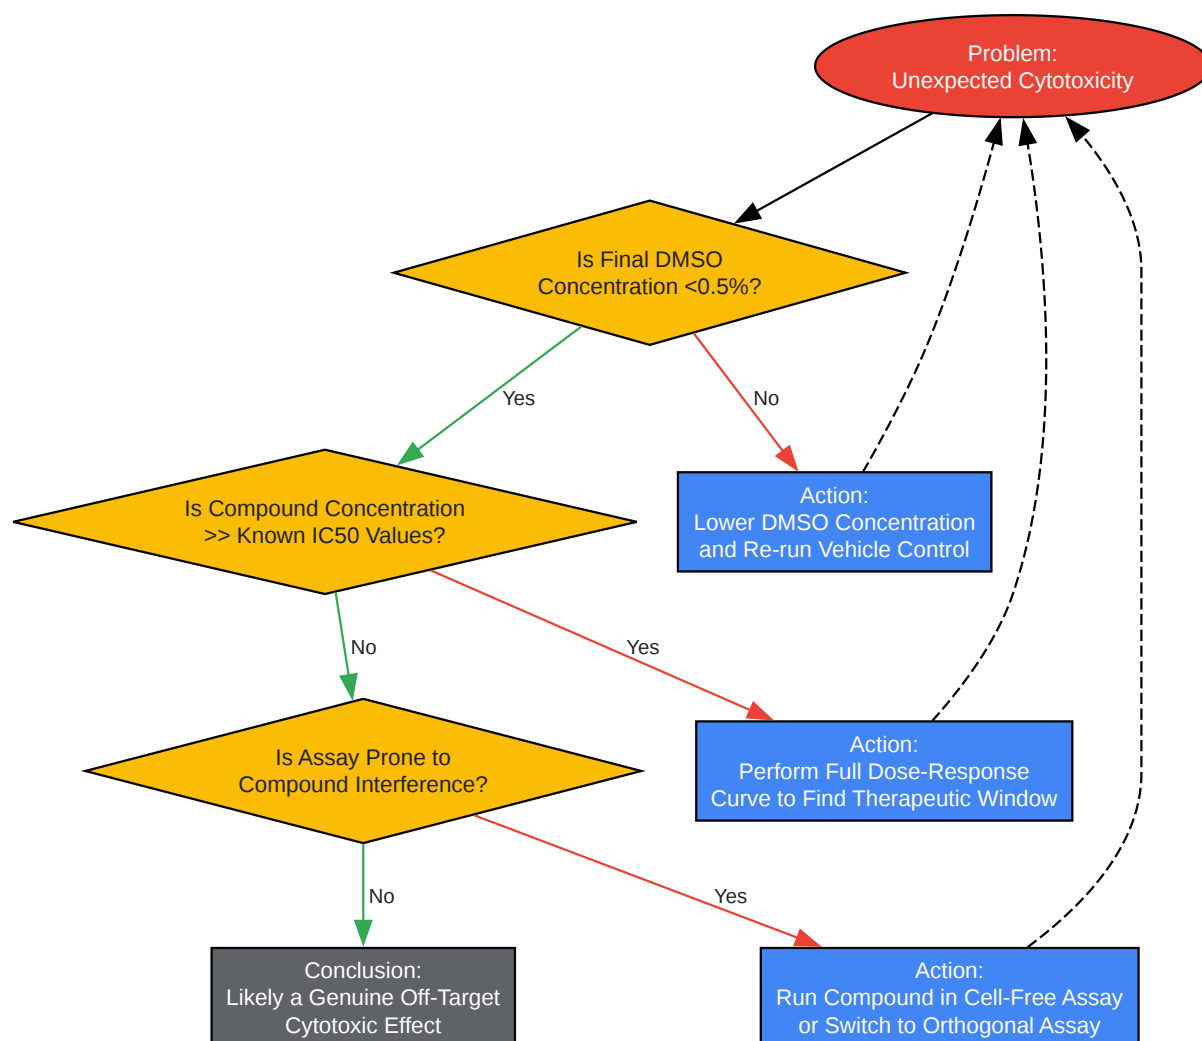 Problem:
Unexpected Cytotoxicity
Is Final DMSO
Concentration <0.5%?
Yes
No
Is Compound Concentration
>> Known IC50 Values?
Action:
Lower DMSO Concentration
and Re-run Vehicle Control
No
Yes
Is Assay Prone to
Compound Interference?
Action:
Perform Full Dose-Response
Curve to Find Therapeutic Window
No
Yes
Conclusion:
Likely a Genuine Off-Target
Cytotoxic Effect
Action:
Run Compound in Cell-Free Assay
or Switch to Orthogonal Assay